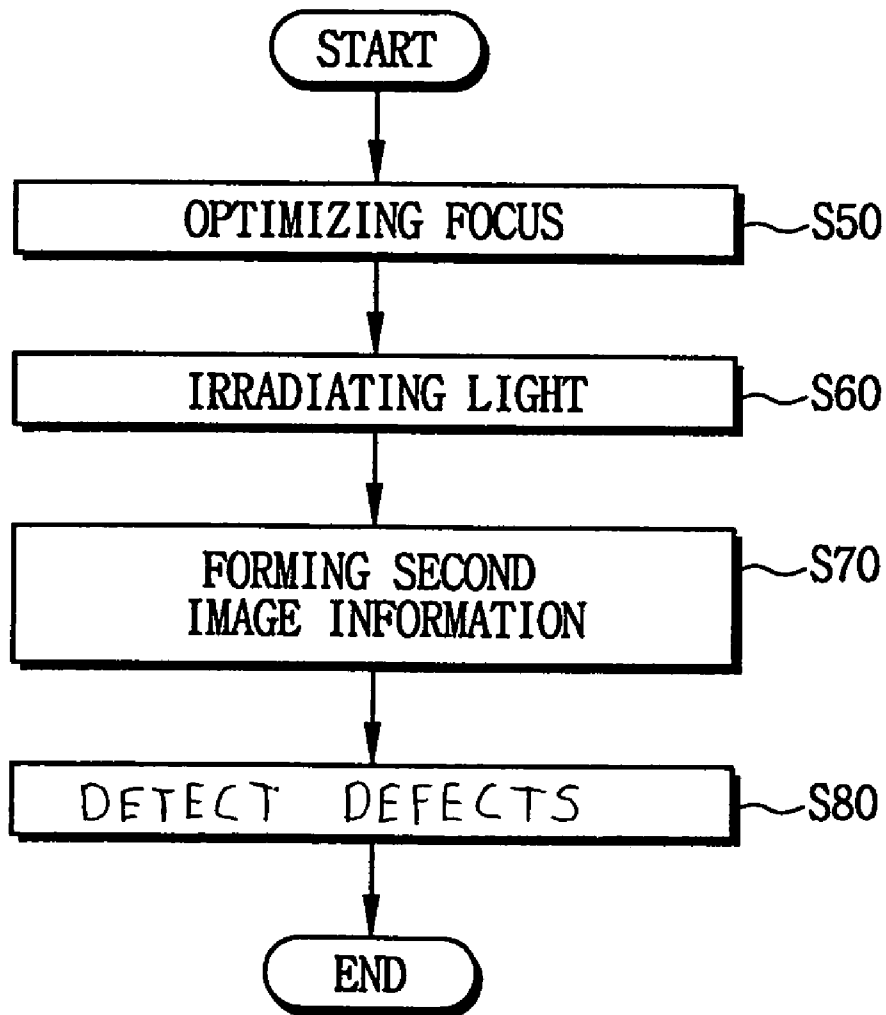 START
OPTIMIZING FOCUS
S50
IRRADIATING LIGHT
S60
FORMING SECOND
IMAGE INFORMATION
S70
DETECT DEFECTS
S80
END